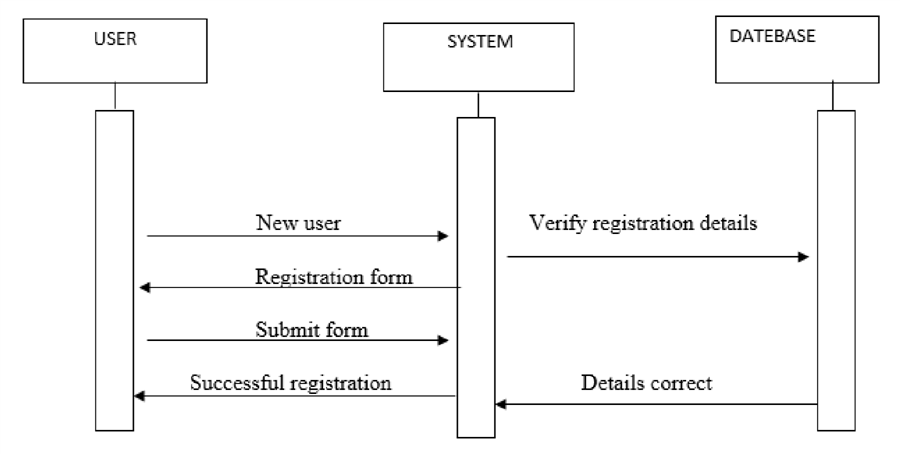 USER
SYSTEM
DATEBASE
New user
Verify registration details
Registration form
Submit form
Successful registration
Details correct